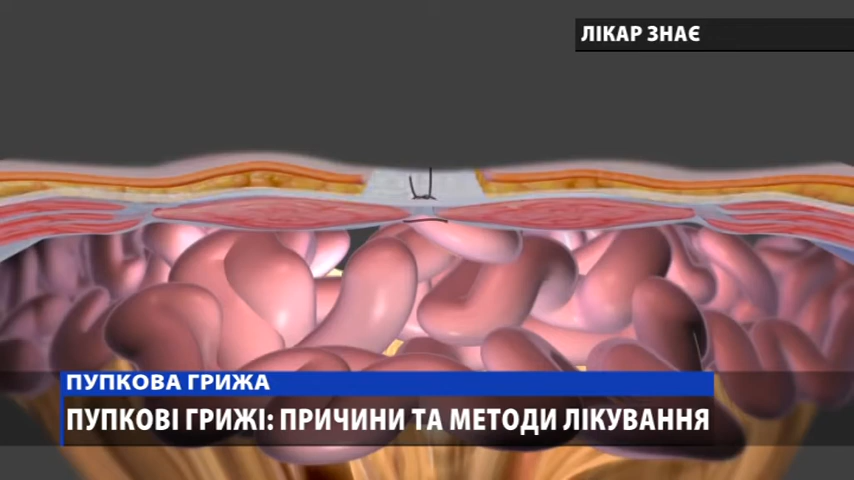 ЛІКАР ЗНАЄ
ПУПКОВА ГРИЖА
ПУПКОВІ ГРИЖІ: ПРИЧИНИ ТА МЕТОДИ ЛІКУВАННЯ